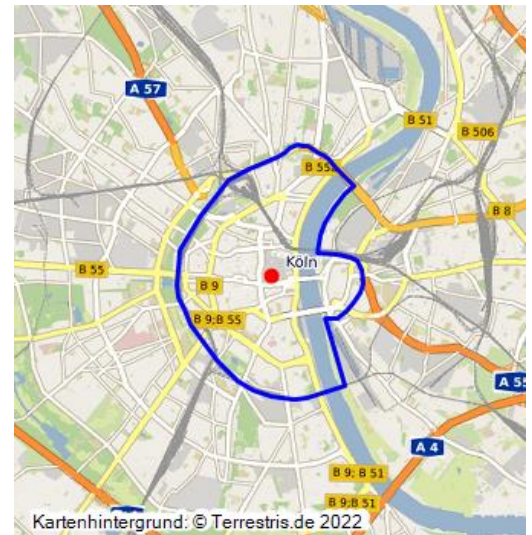 A 57
B 51
B 506
B 55a
B 8
Köln
B 55
B 9
B 9;B 55
A 55
A 4
B 9; B 51
B 9;B 51
Kartenhintergrund: © Terrestris.de 2022